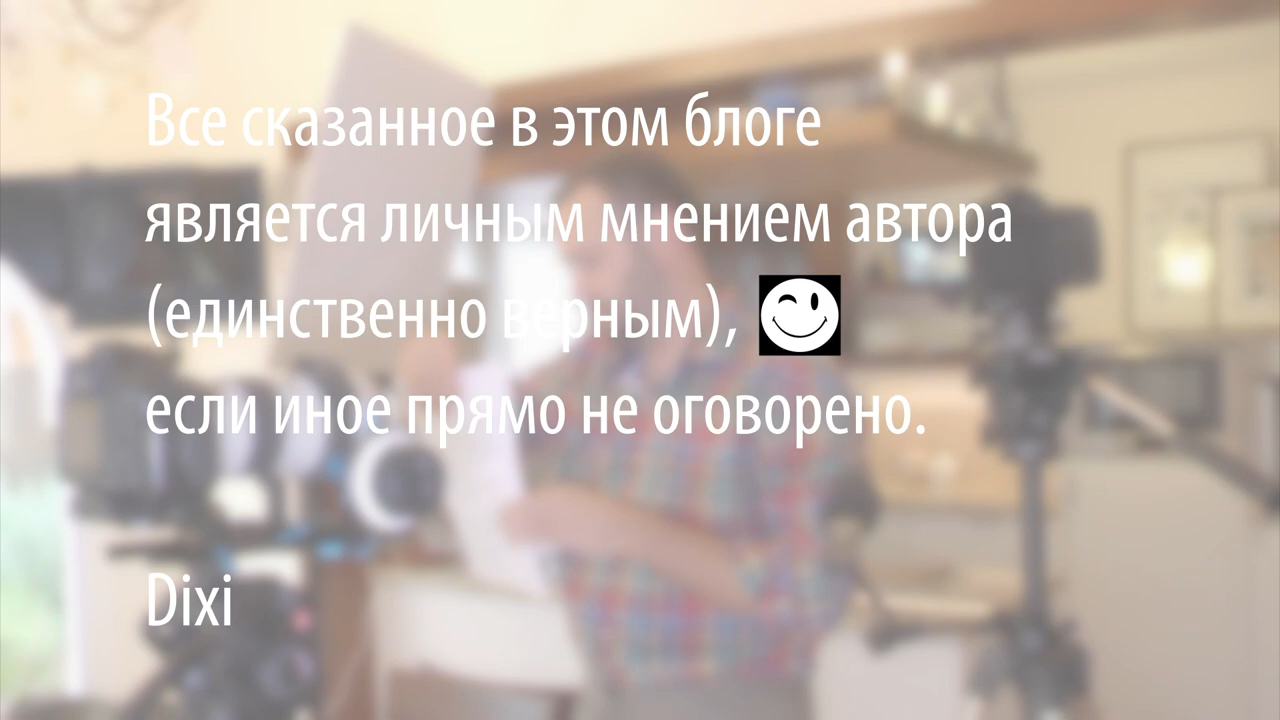 Все сказанное в этом блоге
является личным мнением автора
(единственно верным),
если иное прямо не оговорено.
Dixi